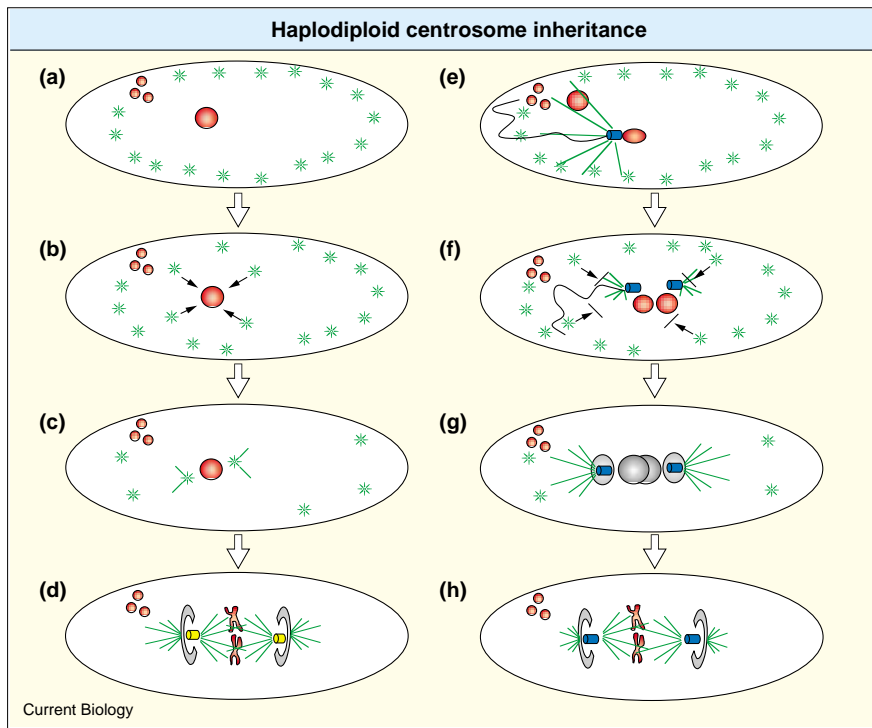 Haplodiploid centrosome inheritance
(a)
(e)
(b)
(f)
(c)
(g)
(d)
(h)
Current Biology